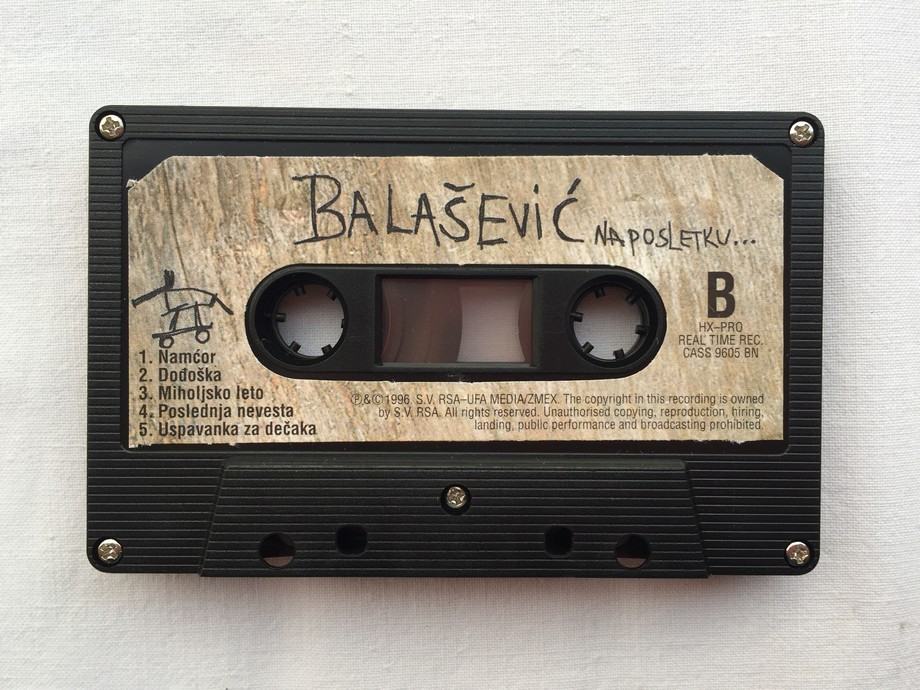 BALAŠEVIĆ NAPOSLETKU...
B
HX-PRO
REAL TIME REC.
CASS 9605 BN
1. Namćor
2. Dođoška
3. Miholjsko leto
4. Poslednja nevesta
5. Uspavanka za dečaka
℗&©1996 S.V. RSA-UFA MEDIA/ZMEX. The copyright in this recording is owned
by S.V. RSA. All rights reserved. Unauthorised copying, reproduction, hiring,
landing, public performance and broadcasting prohibited.